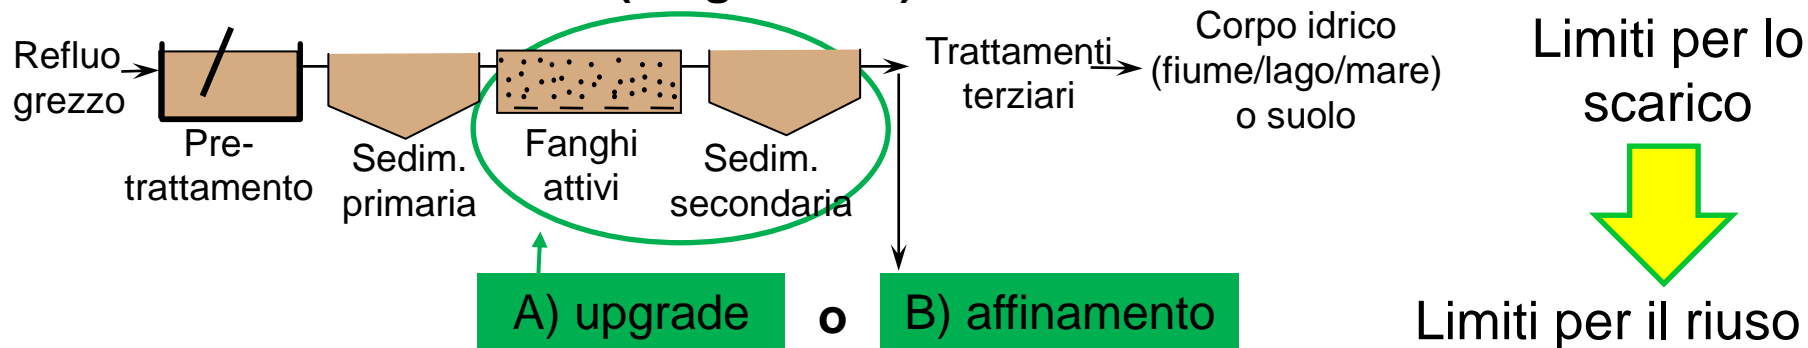 Refluo
grezzo
Pre-
trattamento
Sedim.
primaria
Fanghi
attivi
Sedim.
secondaria
Trattamenti
terziari
Corpo idrico
(fiume/lago/mare)
o suolo
Limiti per lo
scarico
A) upgrade
o
B) affinamento
Limiti per il riuso